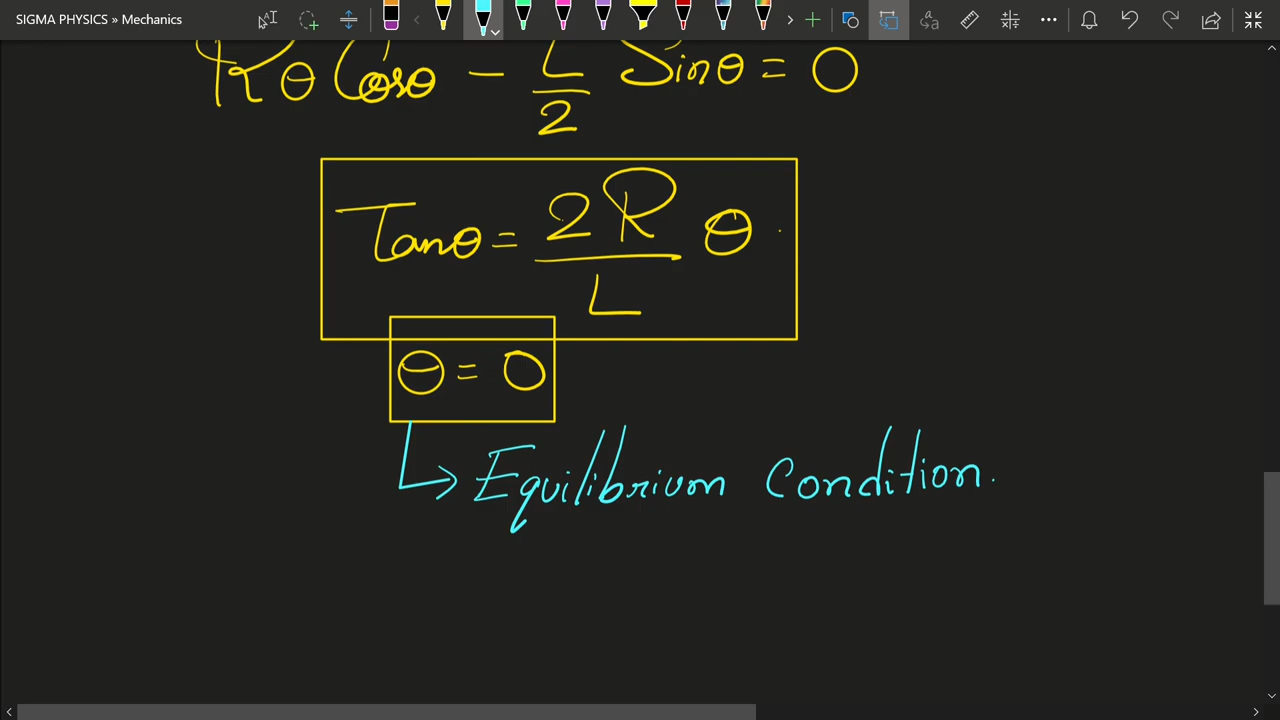 SIGMA PHYSICS » Mechanics
Rθ Cosθ - L/2 Sinθ = 0
Tanθ = 2R/L θ
θ = 0
Equilibrium Condition.